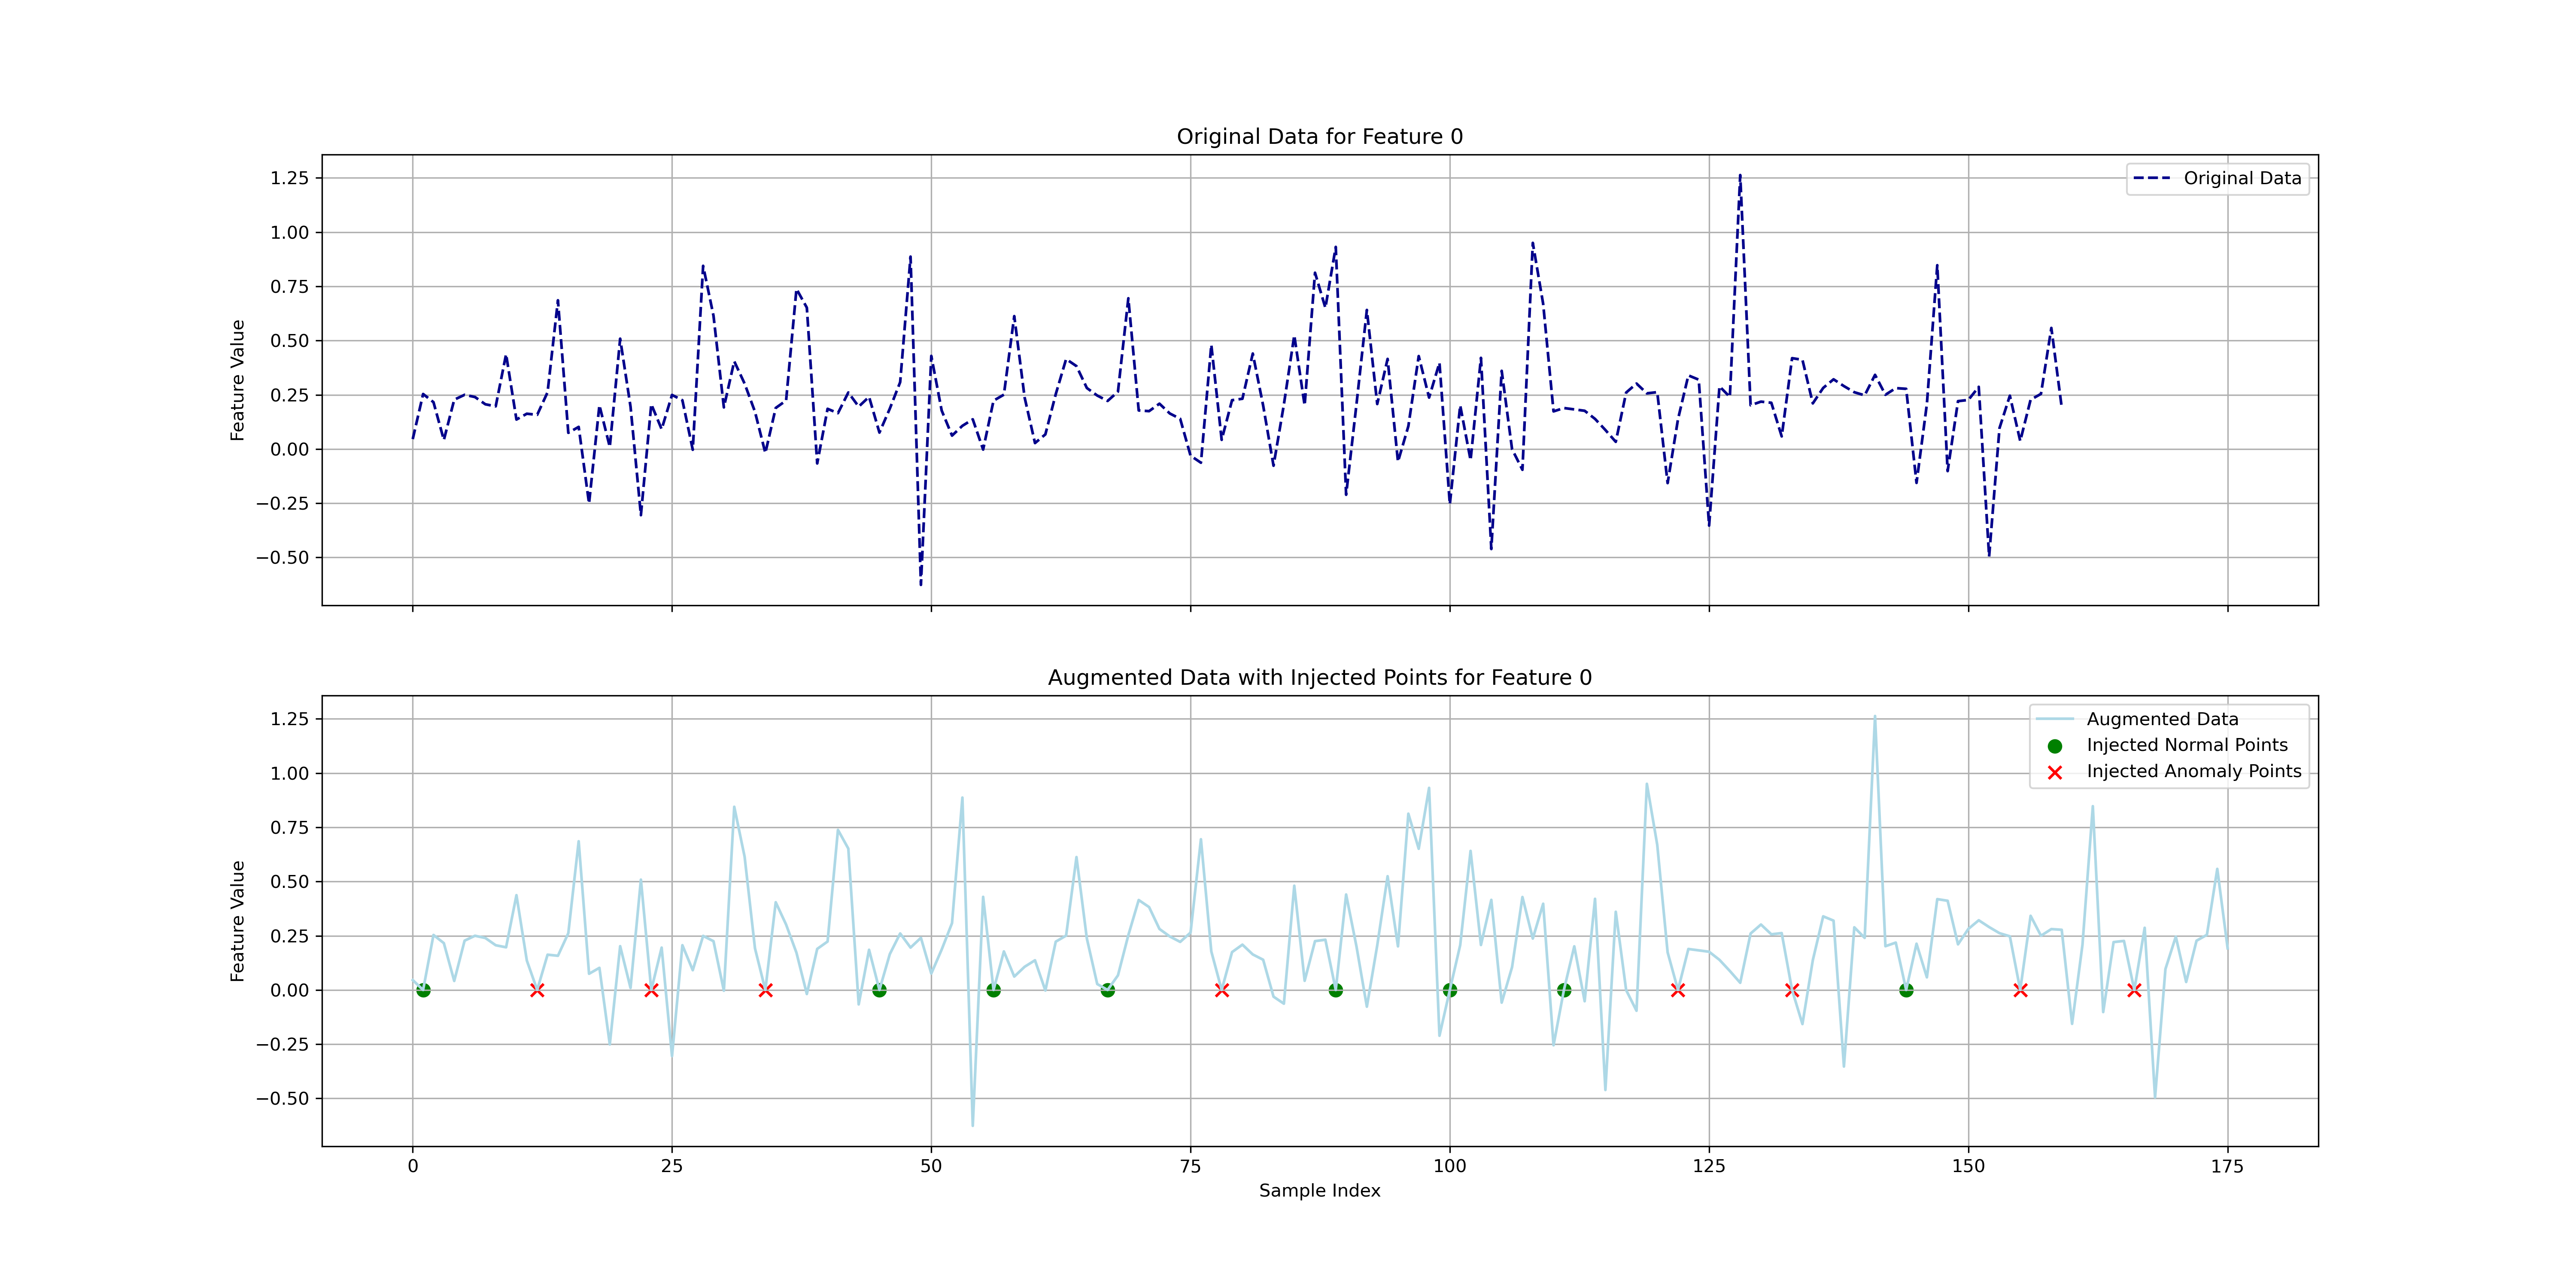 Original Data for Feature 0
1.25
1.00
0.75
0.50
0.25
0.00
−0.25
−0.50
Feature Value
Original Data
Augmented Data with Injected Points for Feature 0
1.25
1.00
0.75
0.50
0.25
0.00
−0.25
−0.50
Feature Value
Augmented Data
Injected Normal Points
Injected Anomaly Points
0 25 50 75 100 125 150 175
Sample Index